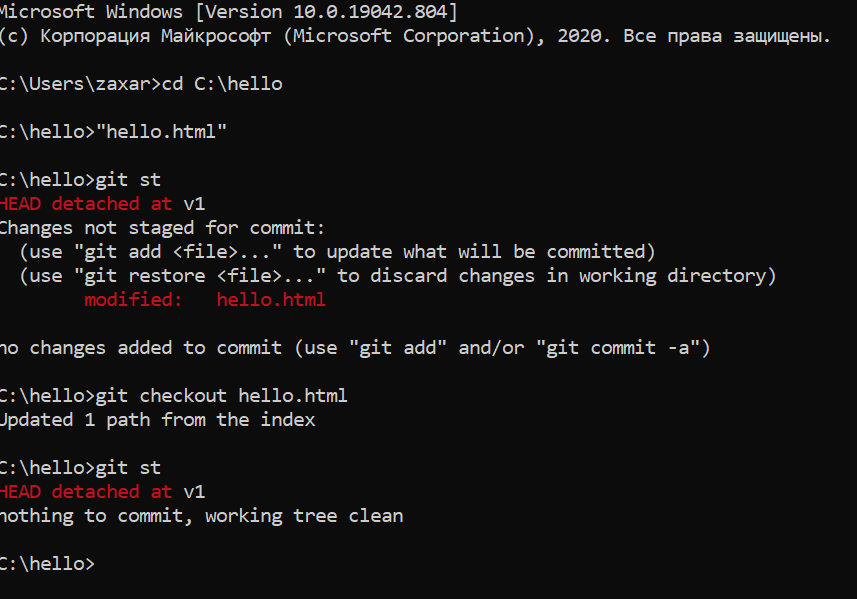 Microsoft Windows [Version 10.0.19042.804]
(c) Корпорация Майкрософт (Microsoft Corporation), 2020. Все права защищены.
C:\Users\zaxar>cd C:\hello
C:\hello>"hello.html"
C:\hello>git st
HEAD detached at v1
Changes not staged for commit:
(use "git add <file>..." to update what will be committed)
(use "git restore <file>..." to discard changes in working directory)
modified: hello.html
no changes added to commit (use "git add" and/or "git commit -a")
C:\hello>git checkout hello.html
Updated 1 path from the index
C:\hello>git st
HEAD detached at v1
nothing to commit, working tree clean
C:\hello>